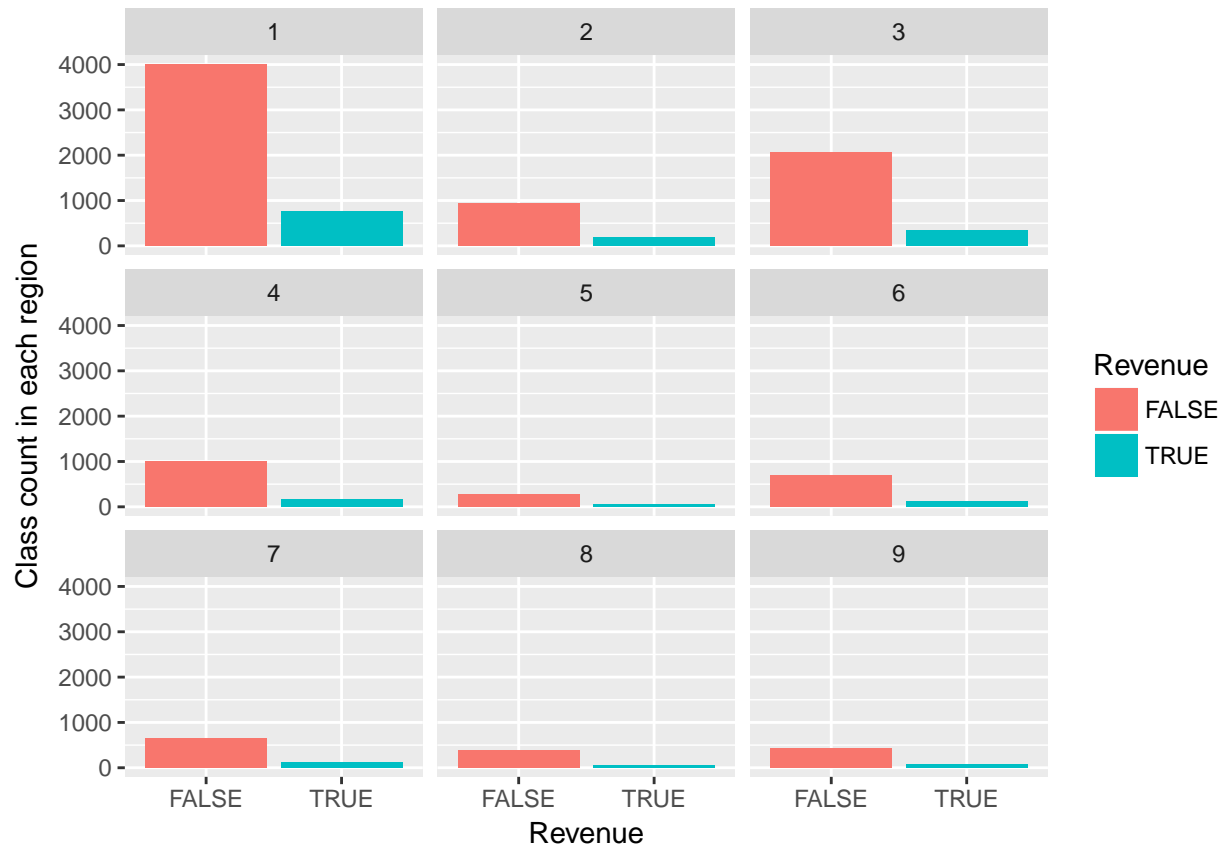 1 2 3
4000
3000
2000
1000
0
4 5 6
4000
3000
2000
1000
0
7 8 9
4000
3000
2000
1000
0
FALSE TRUE FALSE TRUE FALSE TRUE
Revenue
Class count in each region
Revenue
FALSE
TRUE